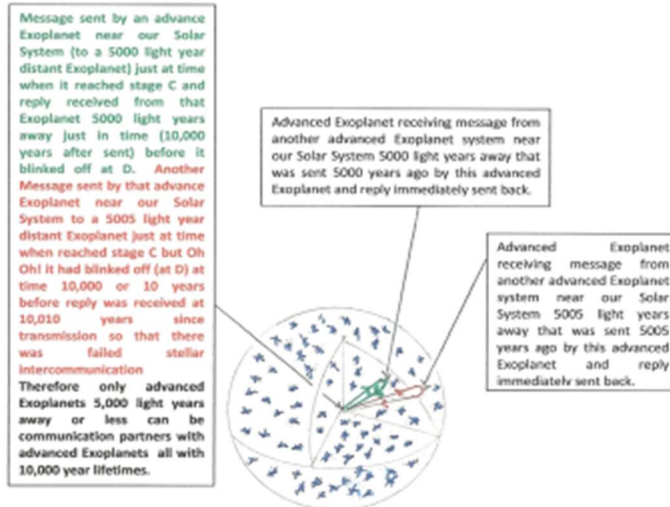 Message sent by an advance
Exoplanet near our Solar
System (to a 5000 light year
distant Exoplanet) just at time
when it reached stage C and
reply received from that
Exoplanet 5000 light years
away just in time (10,000
years after sent) before it
blinked off at D. Another
Message sent by that advance
Exoplanet near our Solar
System to a 5005 light year
distant Exoplanet just at time
when reached stage C but Oh
Oh! it had blinked off (at D) at
time 10,000 or 10 years
before reply was received at
10,010 years since
transmission so that there
was failed stellar
intercommunication
Therefore only advanced
Exoplanets 5,000 light years
away or less can be
communication partners with
advanced Exoplanets all with
10,000 year lifetimes.
Advanced Exoplanet receiving message from
another advanced Exoplanet system near
our Solar System 5000 light years away that
was sent 5000 years ago by this advanced
Exoplanet and reply immediately sent back.
Advanced Exoplanet
receiving message from
another advanced Exoplanet
system near our Solar
System 5005 light years
away that was sent 5005
years ago by this advanced
Exoplanet and reply
immediately sent back.